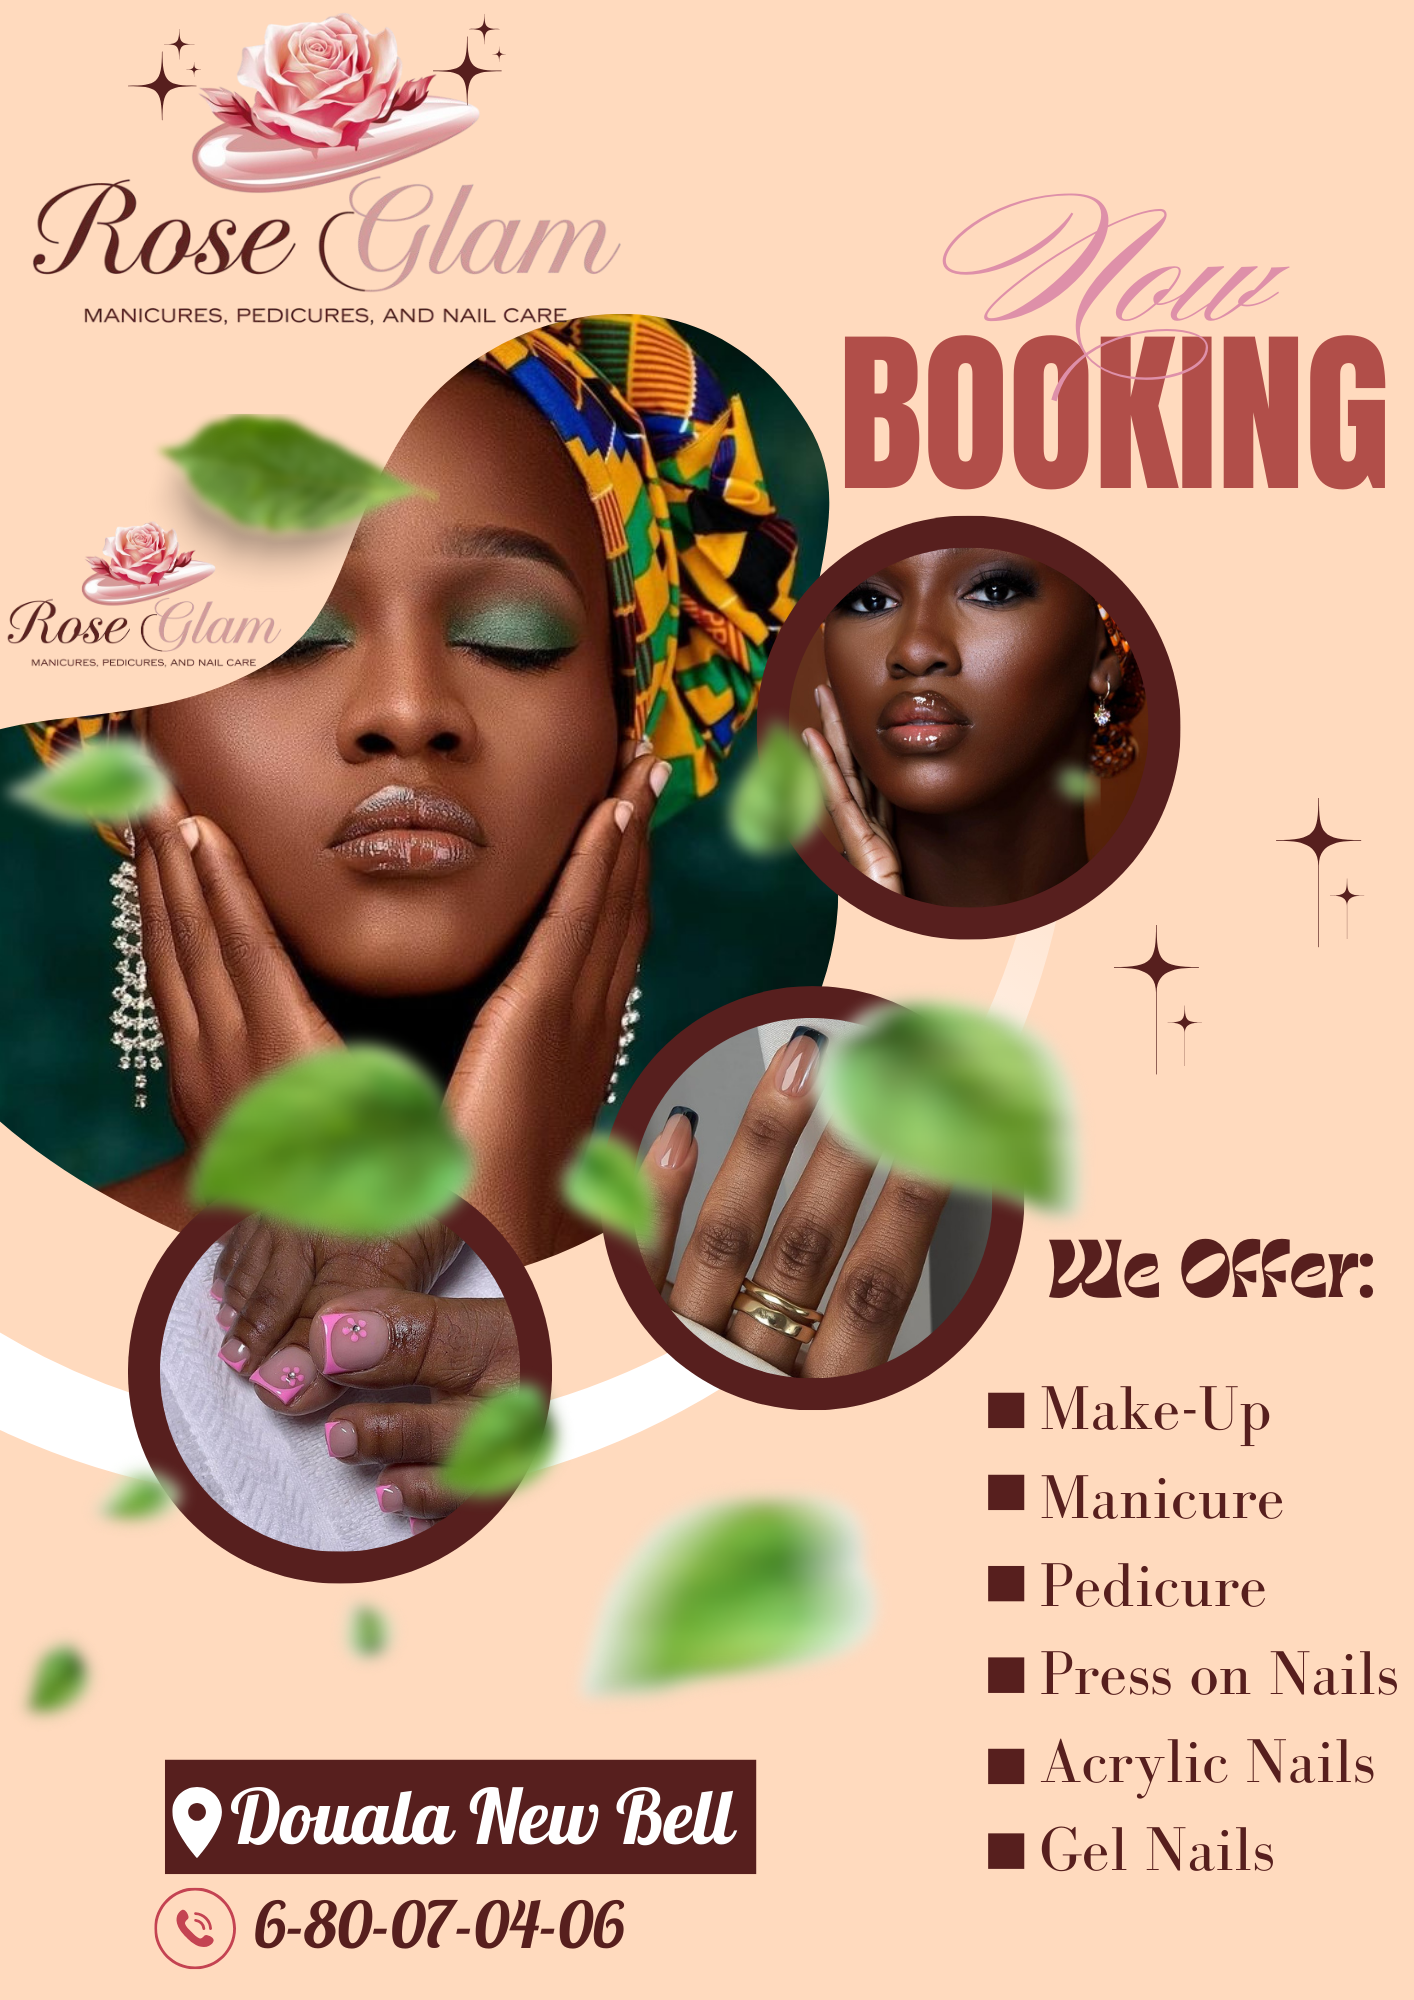 Rose Glam
MANICURES, PEDICURES, AND NAIL CARE
Now
BOOKING
Rose Glam
MANICURES, PEDICURES, AND NAIL CARE
We Offer:
Make-Up
Manicure
Pedicure
Press on Nails
Acrylic Nails
Gel Nails
Douala New Bell
6-80-07-04-06